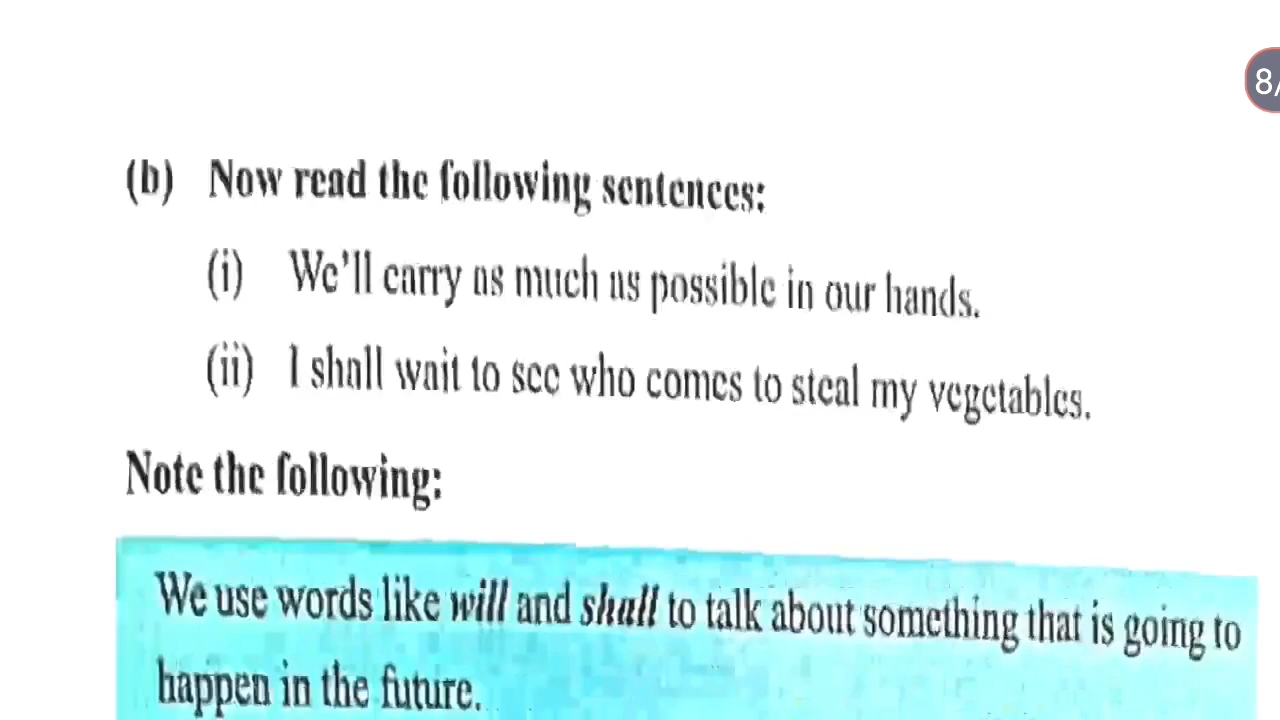 8/
(b) Now read the following sentences:
(i) We'll carry as much as possible in our hands.
(ii) I shall wait to see who comes to steal my vegetables.
Note the following:
We use words like will and shall to talk about something that is going to
happen in the future.